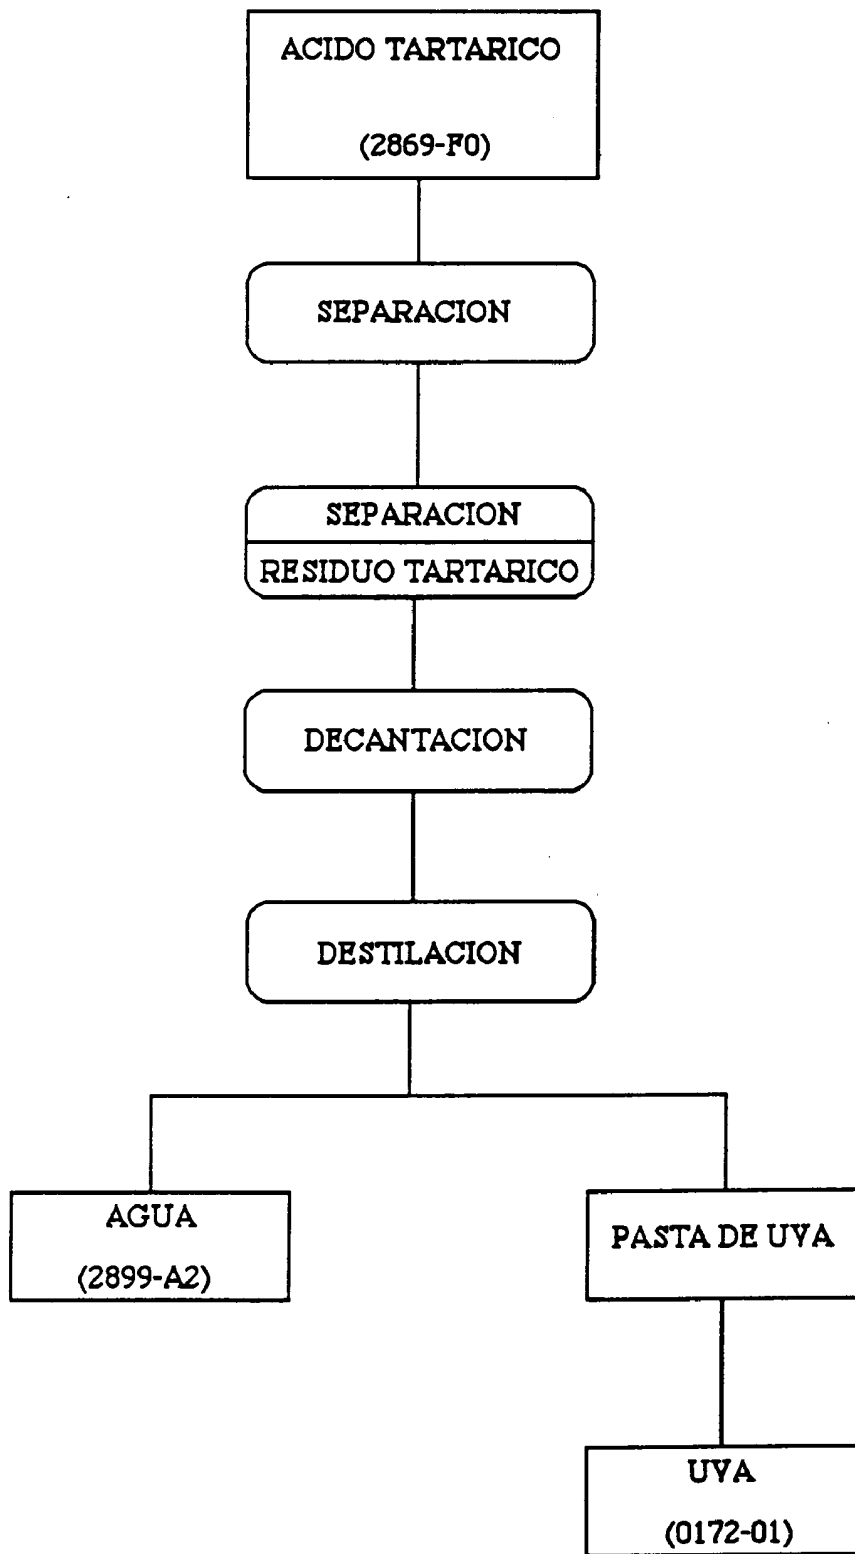 ACIDO TARTARICO
(2869-F0)
SEPARACION
SEPARACION
RESIDUO TARTARICO
DECANTACION
DESTILACION
AGUA
(2899-A2)
PASTA DE UVA
UVA
(0172-01)